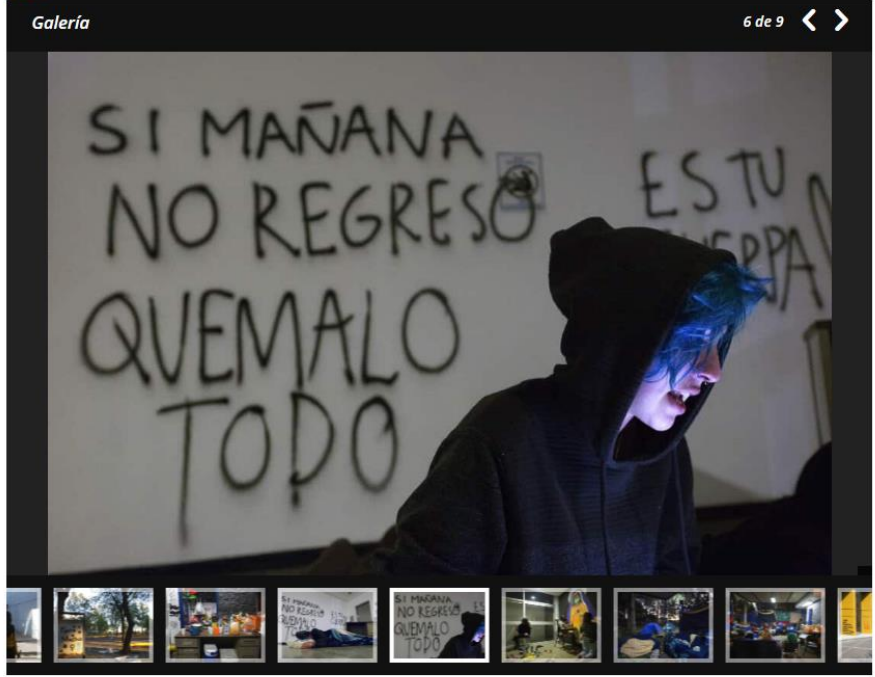 Galería
6 de 9
SI MAÑANA
NO REGRESO
QUEMALO
TODO
ES TU